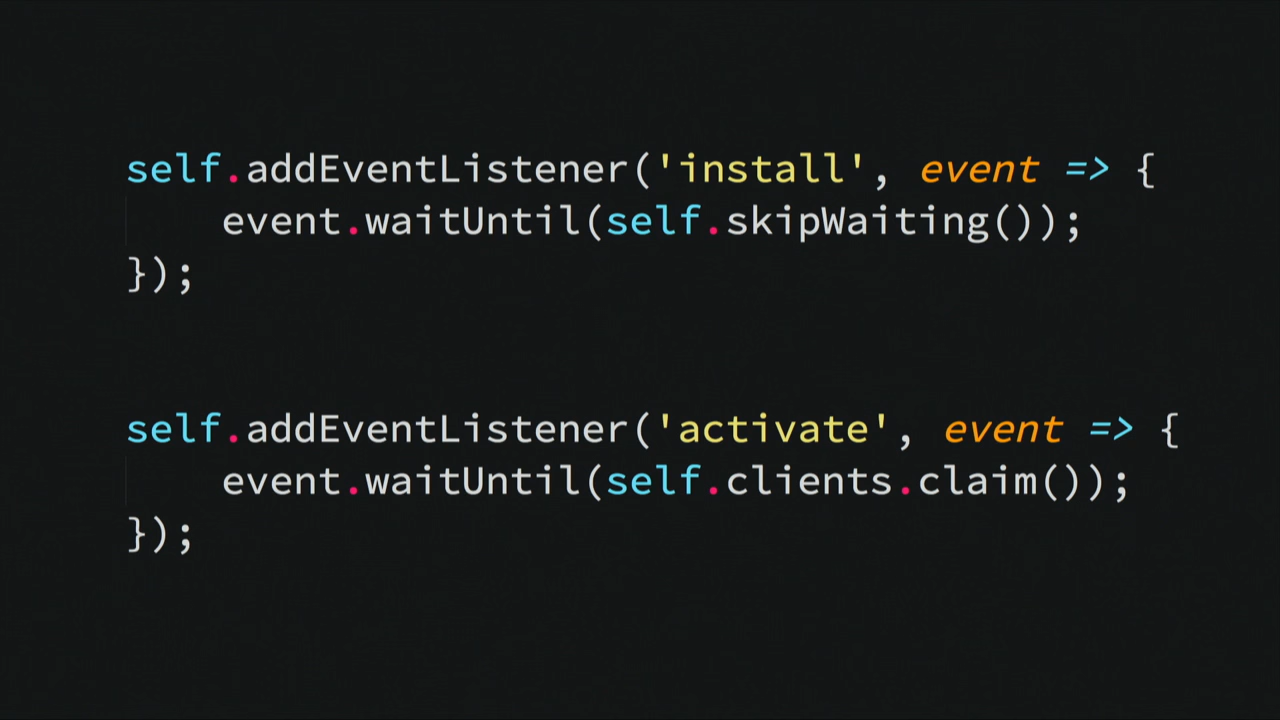 self.addEventListener('install', event => {
    event.waitUntil(self.skipWaiting());
});
self.addEventListener('activate', event => {
    event.waitUntil(self.clients.claim());
});